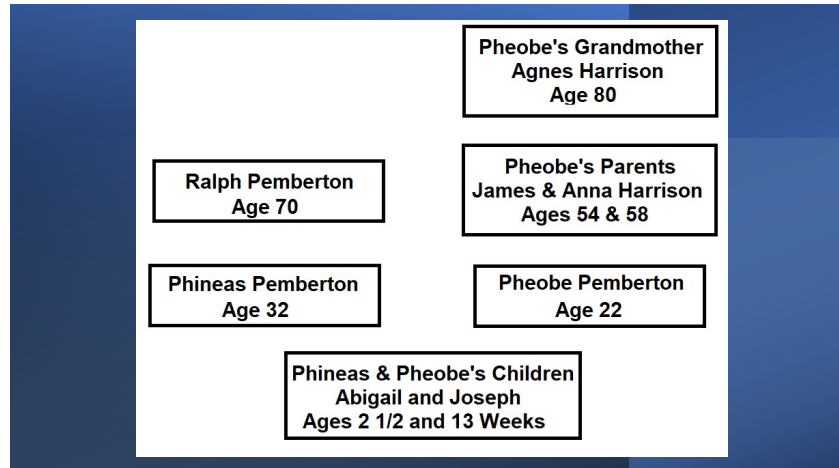 Pheobe's Grandmother
Agnes Harrison
Age 80
Ralph Pemberton
Age 70
Pheobe's Parents
James & Anna Harrison
Ages 54 & 58
Phineas Pemberton
Age 32
Pheobe Pemberton
Age 22
Phineas & Pheobe's Children
Abigail and Joseph
Ages 2 1/2 and 13 Weeks